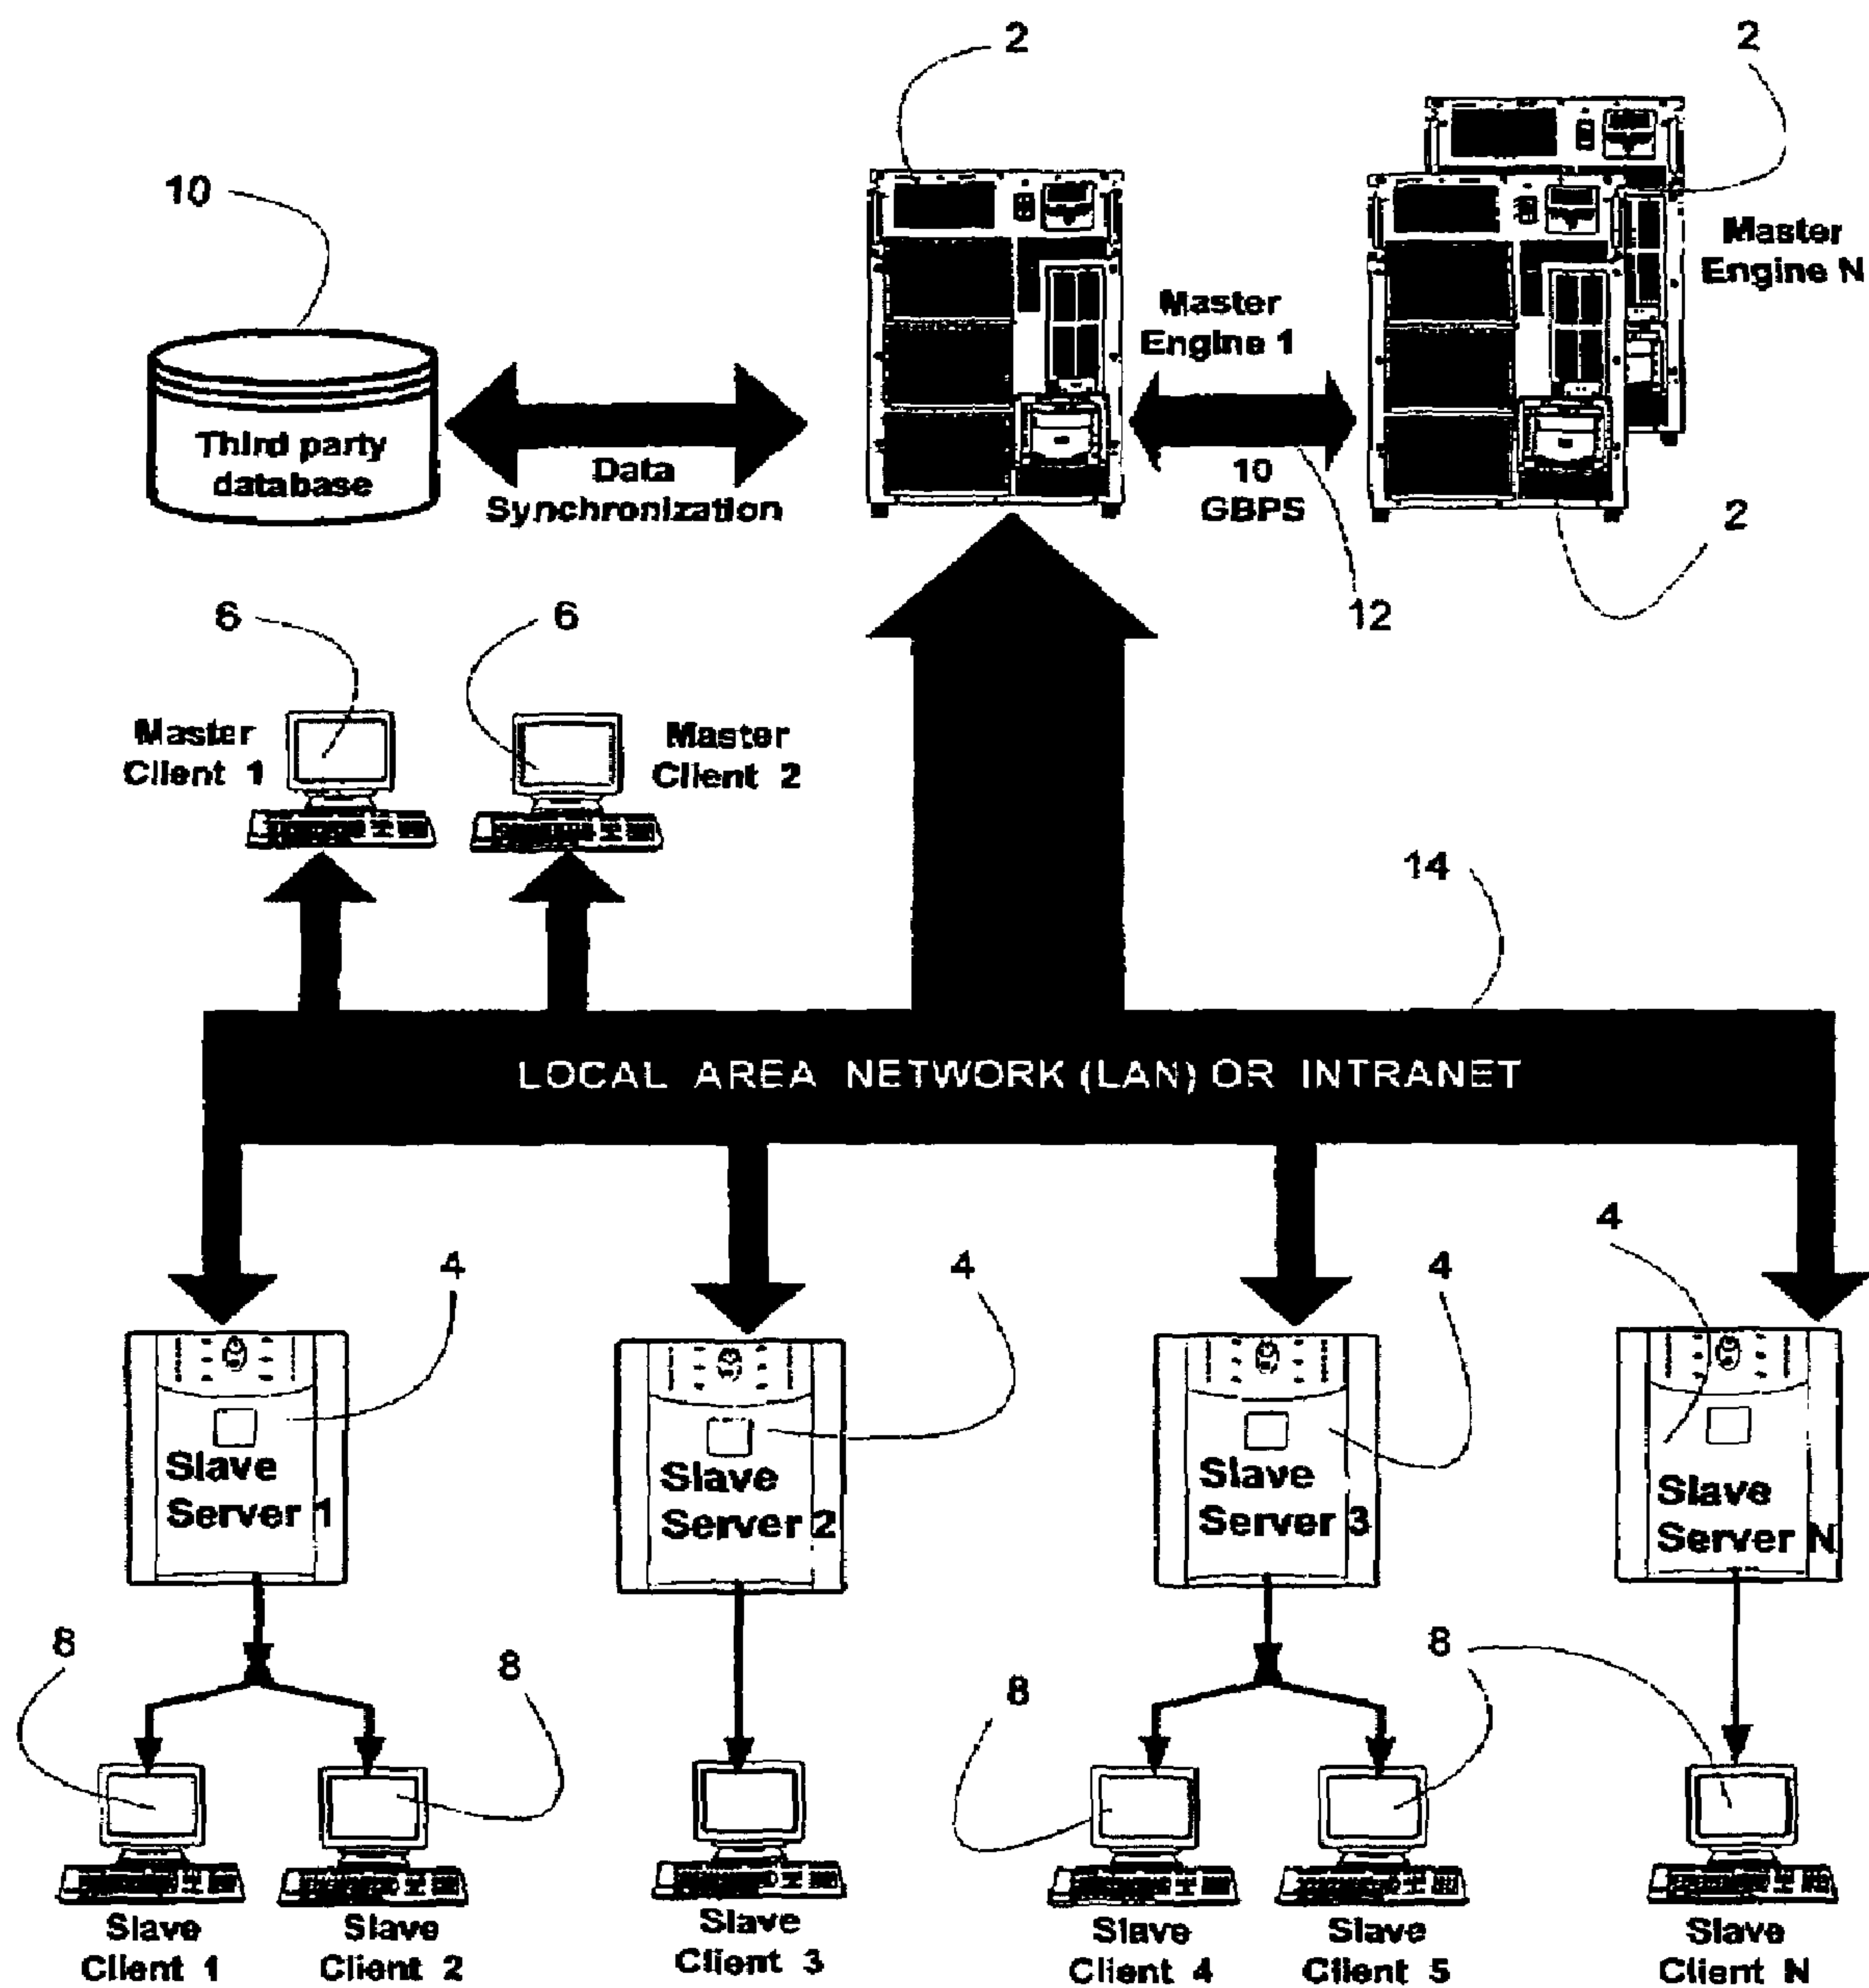 2
2
10
Master
Engine N
Master
Engine 1
Third party
database
Data
Synchronization
10
GBPS
2
12
6
6
Master
Client 1
Master
Client 2
14
LOCAL AREA NETWORK (LAN) OR INTRANET
4
4
4
4
Slave
Server 1
Slave
Server 2
Slave
Server 3
Slave
Server N
8
8
8
8
Slave
Client 1
Slave
Client 2
Slave
Client 3
Slave
Client 4
Slave
Client 5
Slave
Client N